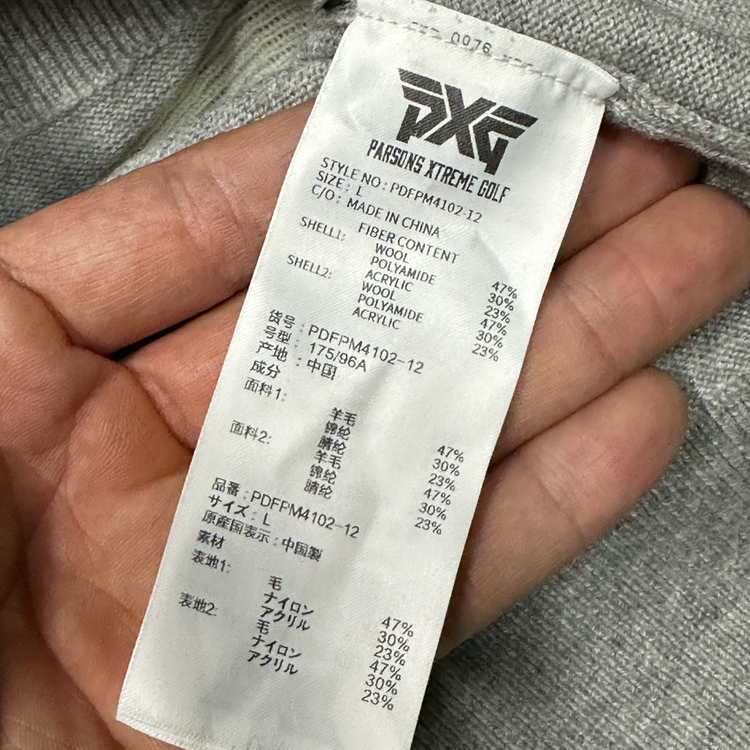 0076
PXG
PARSONS XTREME GOLF
STYLE NO : PDFPM4102-12
SIZE : L
C/O : MADE IN CHINA
FIBER CONTENT
SHELL1:
WOOL 47%
POLYAMIDE 30%
ACRYLIC 23%
SHELL2:
WOOL 47%
POLYAMIDE 30%
ACRYLIC 23%
货号 : PDFPM4102-12
号型 : 175/96A
产地 : 中国
成分
面料1:
羊毛 47%
锦纶 30%
腈纶 23%
面料2:
羊毛 47%
锦纶 30%
腈纶 23%
品番 : PDFPM4102-12
サイズ : L
原産国表示 : 中国製
素材
表地1:
毛 47%
ナイロン 30%
アクリル 23%
表地2:
毛 47%
ナイロン 30%
アクリル 23%